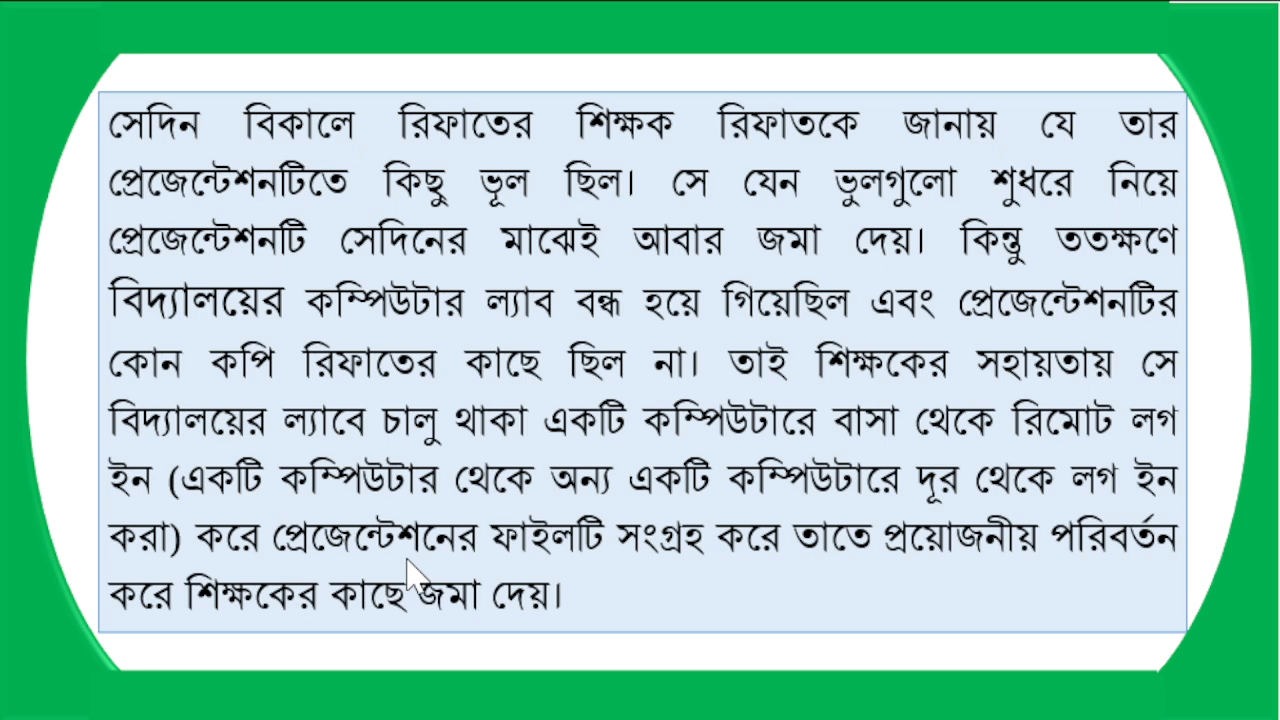 সেদিন বিকালে রিফাতের শিক্ষক রিফাতকে জানায় যে তার
প্রেজেন্টেশনটিতে কিছু ভূল ছিল। সে যেন ভুলগুলো শুধরে নিয়ে
প্রেজেন্টেশনটি সেদিনের মাঝেই আবার জমা দেয়। কিন্তু ততক্ষণে
বিদ্যালয়ের কম্পিউটার ল্যাব বন্ধ হয়ে গিয়েছিল এবং প্রেজেন্টেশনটির
কোন কপি রিফাতের কাছে ছিল না। তাই শিক্ষকের সহায়তায় সে
বিদ্যালয়ের ল্যাবে চালু থাকা একটি কম্পিউটারে বাসা থেকে রিমোট লগ
ইন (একটি কম্পিউটার থেকে অন্য একটি কম্পিউটারে দূর থেকে লগ ইন
করা) করে প্রেজেন্টেশনের ফাইলটি সংগ্রহ করে তাতে প্রয়োজনীয় পরিবর্তন
করে শিক্ষকের কাছে জমা দেয়।